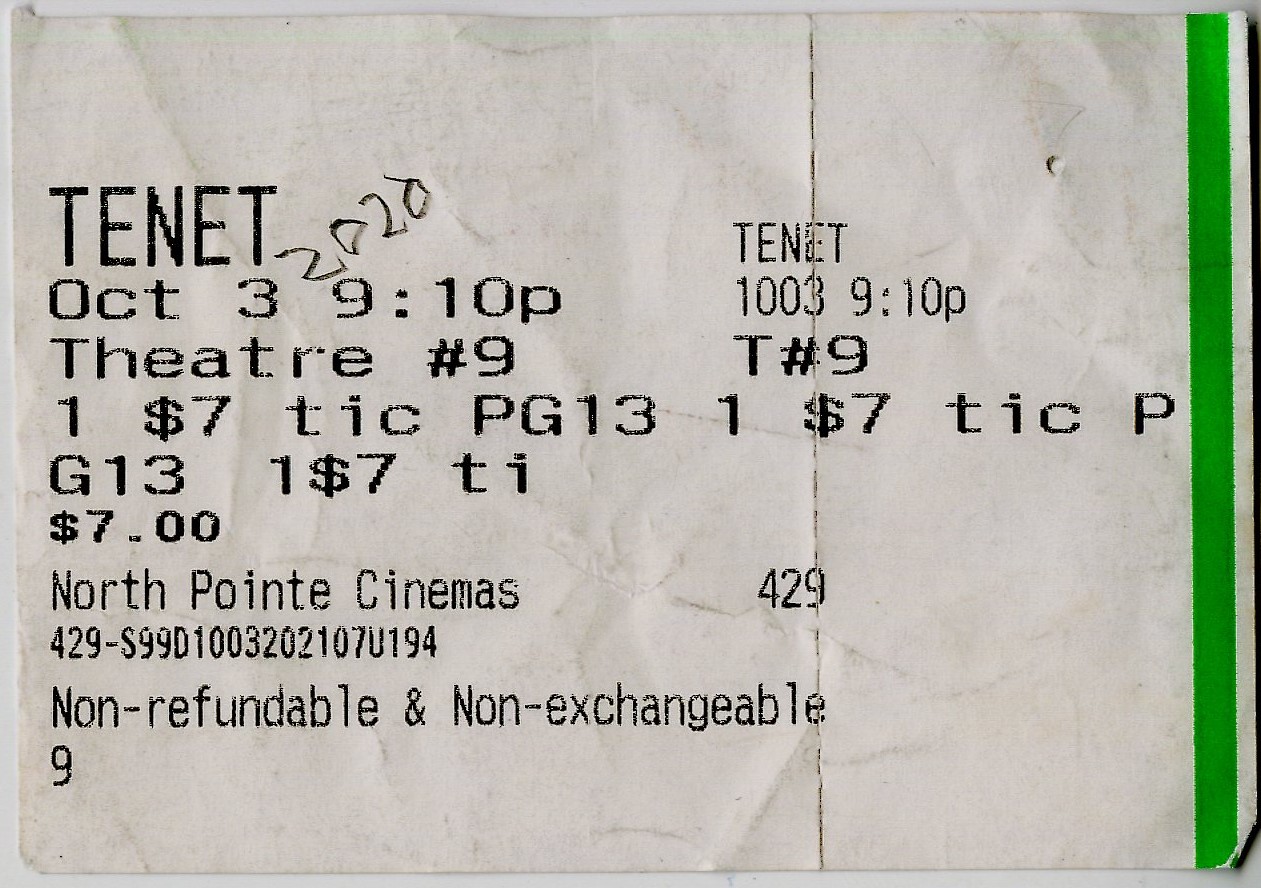 TENET 2020 TENET
Oct 3 9:10p 1003 9:10p
Theatre #9 T#9
1 $7 tic PG13 1 $7 tic P
G13 1$7 ti
$7.00
North Pointe Cinemas 429
429-S99D1003202107U194
Non-refundable & Non-exchangeable
9